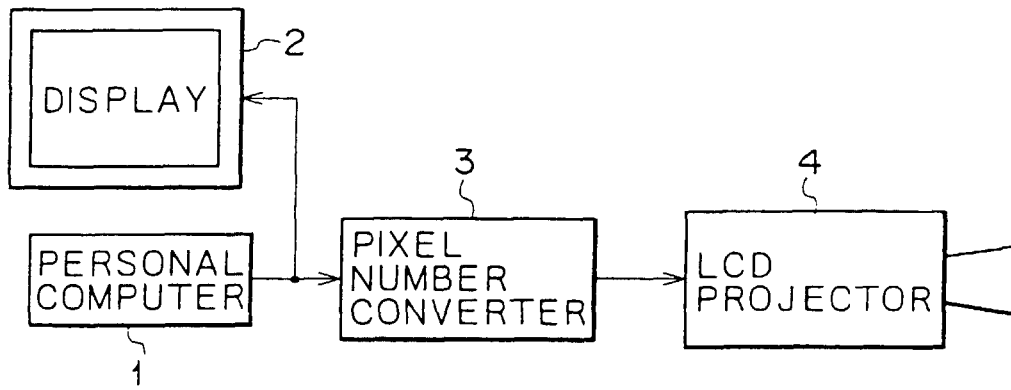 2
DISPLAY
3
4
PERSONAL
COMPUTER
1
PIXEL
NUMBER
CONVERTER
LCD
PROJECTOR